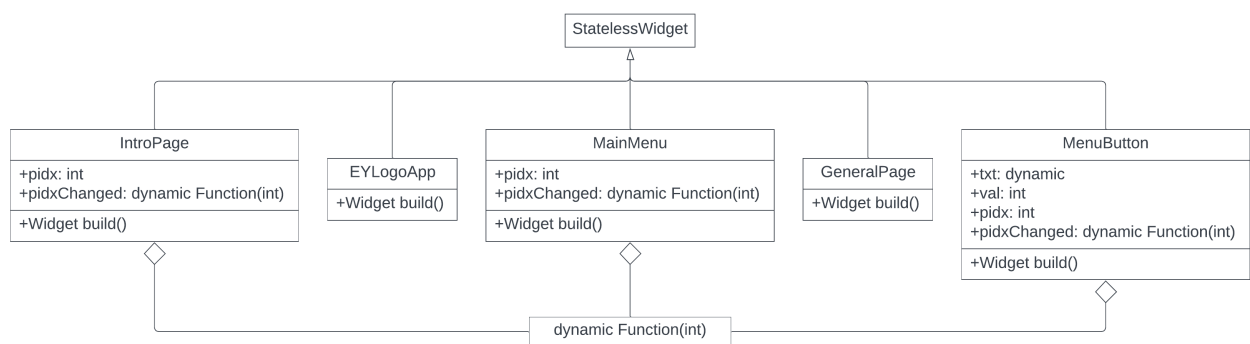 StatelessWidget
IntroPage
+pidx: int
+pidxChanged: dynamic Function(int)
+Widget build()
EYLogoApp
+Widget build()
MainMenu
+pidx: int
+pidxChanged: dynamic Function(int)
+Widget build()
GeneralPage
+Widget build()
MenuButton
+txt: dynamic
+val: int
+pidx: int
+pidxChanged: dynamic Function(int)
+Widget build()
dynamic Function(int)